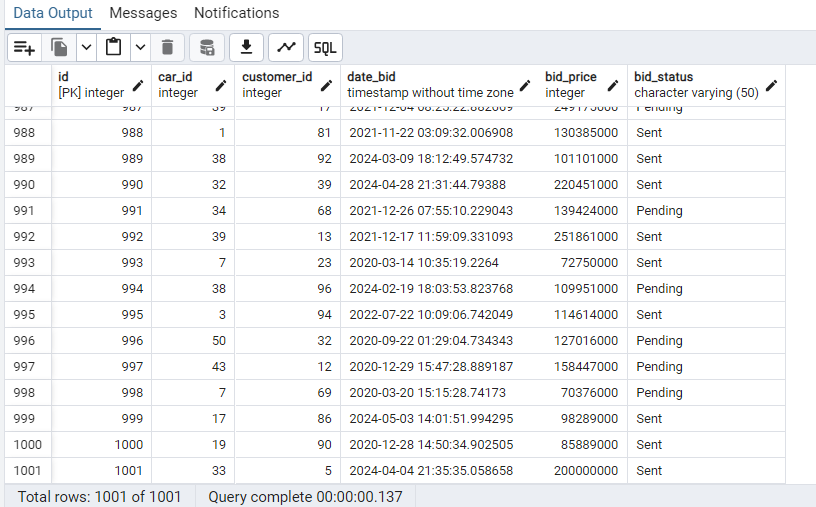 Data Output Messages Notifications
SQL
id car_id customer_id date_bid bid_price bid_status
[PK] integer integer integer timestamp without time zone integer character varying (50)
987 987 39 17 2021-12-04 Pending
988 988 1 81 2021-11-22 03:09:32.006908 130385000 Sent
989 989 38 92 2024-03-09 18:12:49.574732 101101000 Sent
990 990 32 39 2024-04-28 21:31:44.79388 220451000 Sent
991 991 34 68 2021-12-26 07:55:10.229043 139424000 Pending
992 992 39 13 2021-12-17 11:59:09.331093 251861000 Sent
993 993 7 23 2020-03-14 10:35:19.2264 72750000 Sent
994 994 38 96 2024-02-19 18:03:53.823768 109951000 Pending
995 995 3 94 2022-07-22 10:09:06.742049 114614000 Sent
996 996 50 32 2020-09-22 01:29:04.734343 127016000 Pending
997 997 43 12 2020-12-29 15:47:28.889187 158447000 Pending
998 998 7 69 2020-03-20 15:15:28.74173 70376000 Pending
999 999 17 86 2024-05-03 14:01:51.994295 98289000 Sent
1000 1000 19 90 2020-12-28 14:50:34.902505 85889000 Sent
1001 1001 33 5 2024-04-04 21:35:35.058658 200000000 Sent
Total rows: 1001 of 1001 Query complete 00:00:00.137